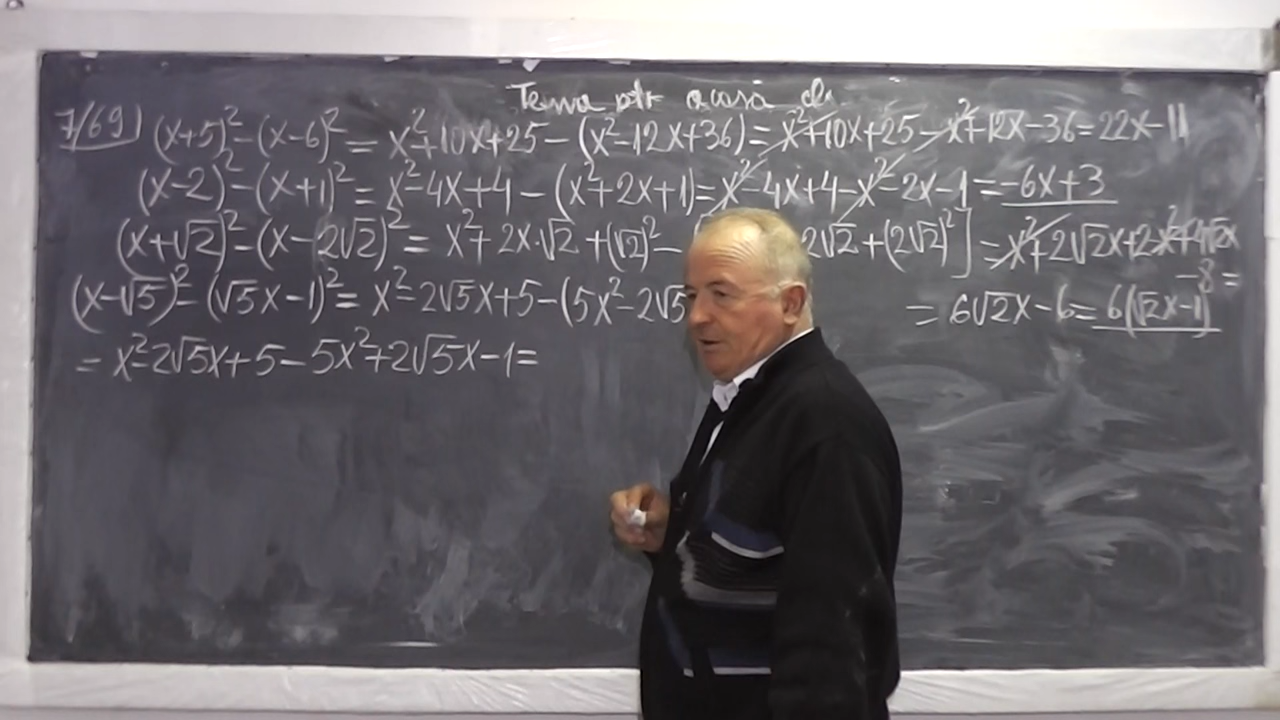 Tema ptr acasă
7/69) (x+5)²-(x-6)² = x²+10x+25-(x²-12x+36)= x²+10x+25-x²+12x-36=22x-11
(x-2)²-(x+1)² = x²-4x+4-(x²+2x+1)=x²-4x+4-x²-2x-1=-6x+3
(x+√2)²-(x-2√2)² = x²+2x·√2+(√2)²- 2√2+(2√2)²]=x²+2√2x+2-x²+4√2x
-8=
(x-√5)²-(√5x-1)² = x²-2√5x+5-(5x²-2√5 = 6√2x-6=6(√2x-1)
= x²-2√5x+5-5x²+2√5x-1=